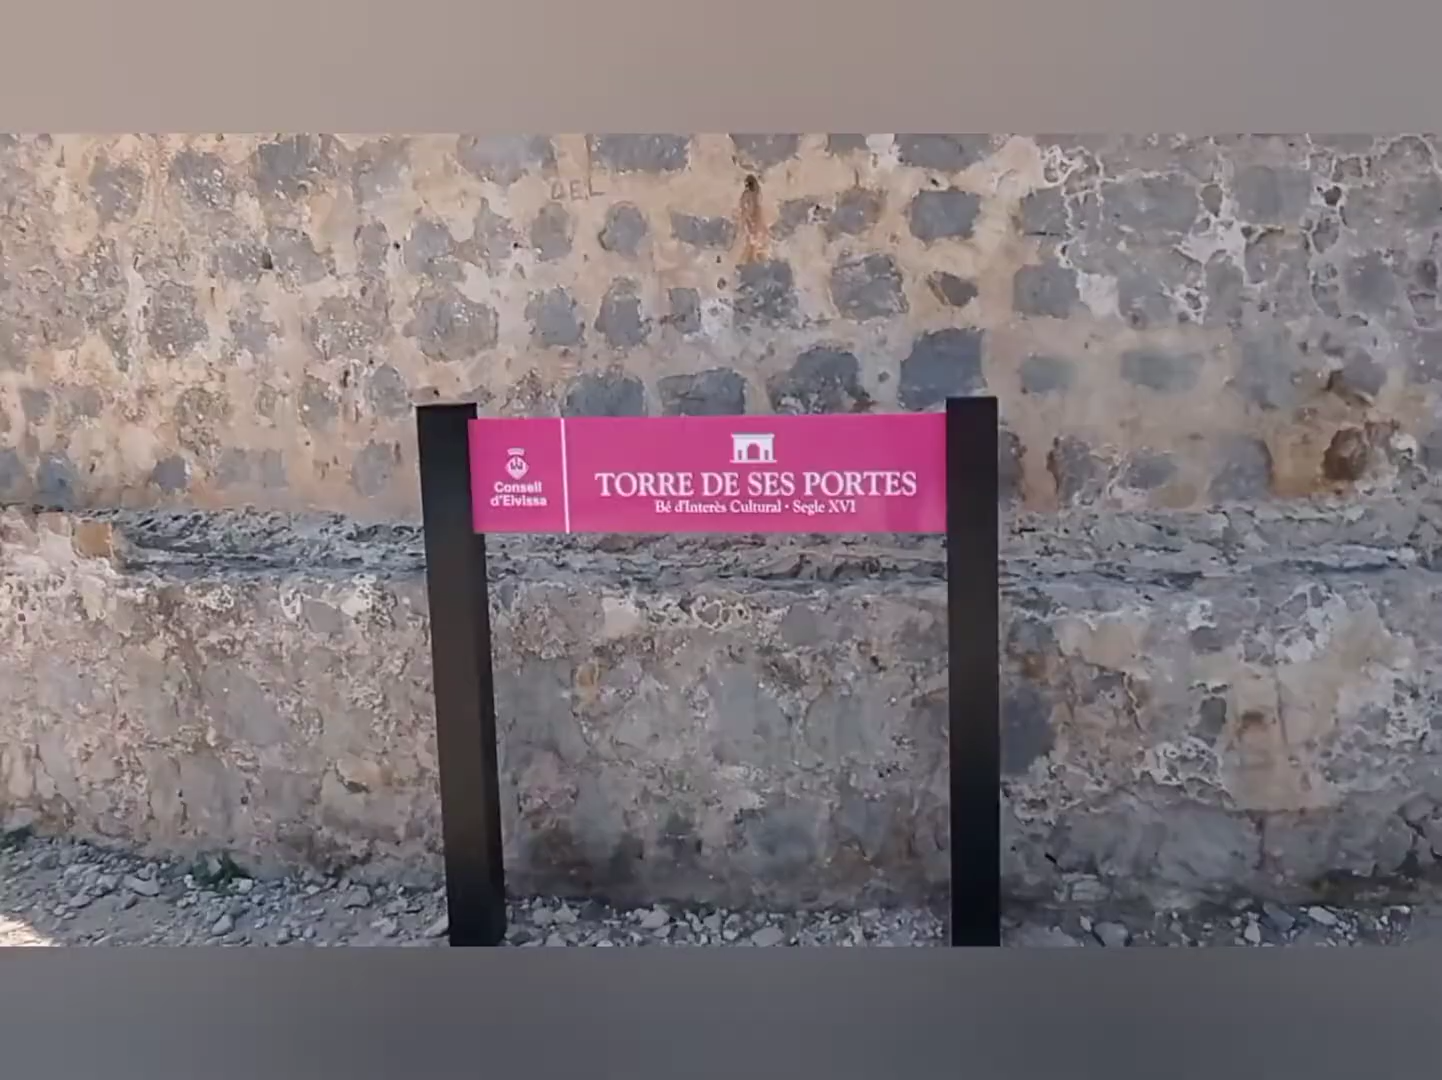 DEL
Consell
d'Eivissa
TORRE DE SES PORTES
Bé d'Interès Cultural · Segle XVI